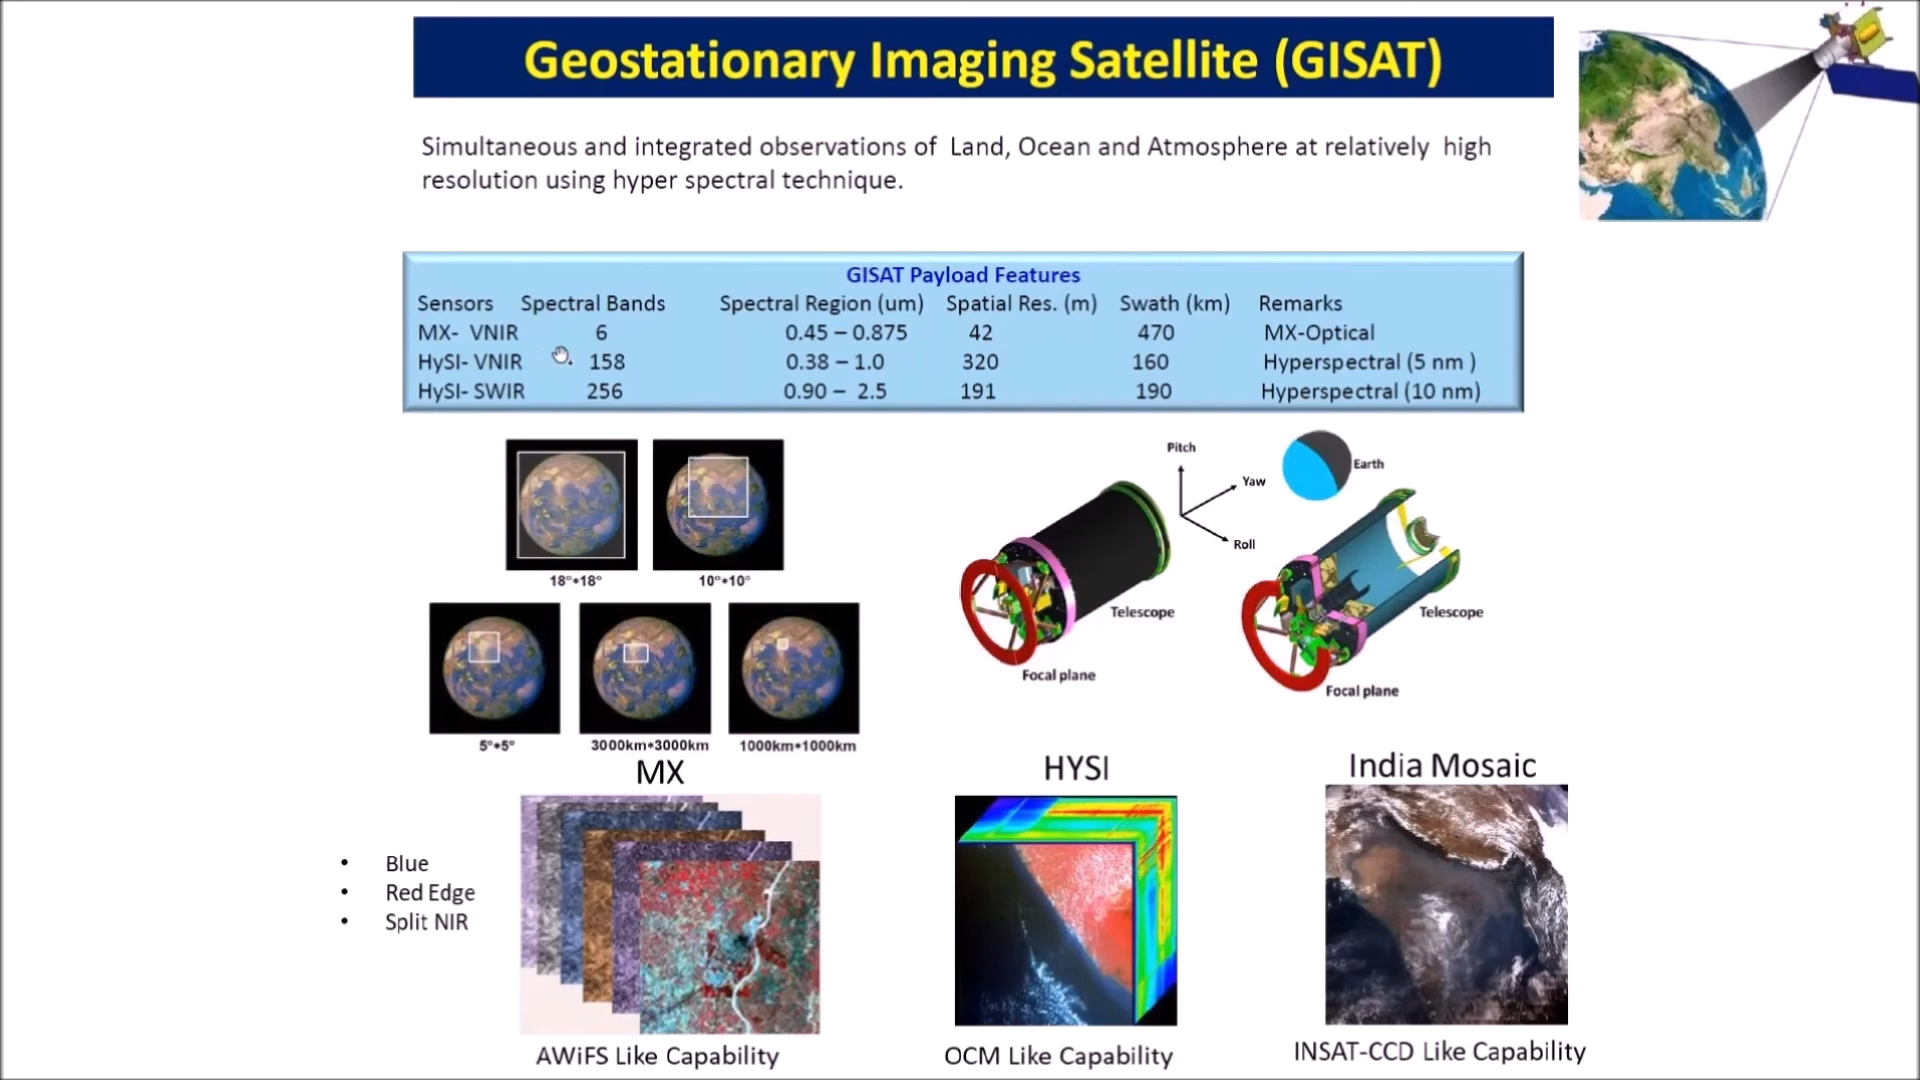 Geostationary Imaging Satellite (GISAT)
Simultaneous and integrated observations of Land, Ocean and Atmosphere at relatively high
resolution using hyper spectral technique.
GISAT Payload Features
Sensors Spectral Bands Spectral Region (um) Spatial Res. (m) Swath (km) Remarks
MX- VNIR 6 0.45 – 0.875 42 470 MX-Optical
HySI- VNIR 158 0.38 – 1.0 320 160 Hyperspectral (5 nm )
HySI- SWIR 256 0.90 – 2.5 191 190 Hyperspectral (10 nm)
18°*18° 10°*10°
5°*5° 3000km*3000km 1000km*1000km
Pitch
Yaw
Roll
Earth
Telescope
Focal plane
Telescope
Focal plane
MX
HYSI
India Mosaic
• Blue
• Red Edge
• Split NIR
AWiFS Like Capability
OCM Like Capability
INSAT-CCD Like Capability